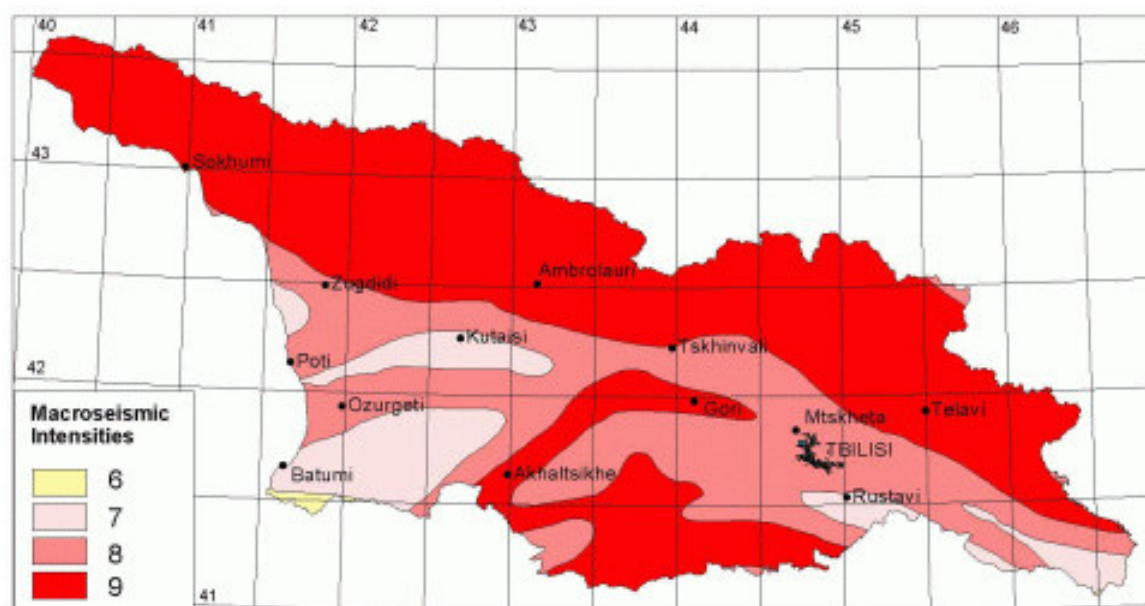 40
41
42
43
44
45
46
43
Sokhumi
Ambrolauri
Zugdidi
Kutaisi
Tskhinvali
Poti
42
Ozurgeti
Gori
Telavi
Mtskheta
TBILISI
Batumi
Akhaltsikhe
Rustavi
Macroseismic
Intensities
6
7
8
9
41